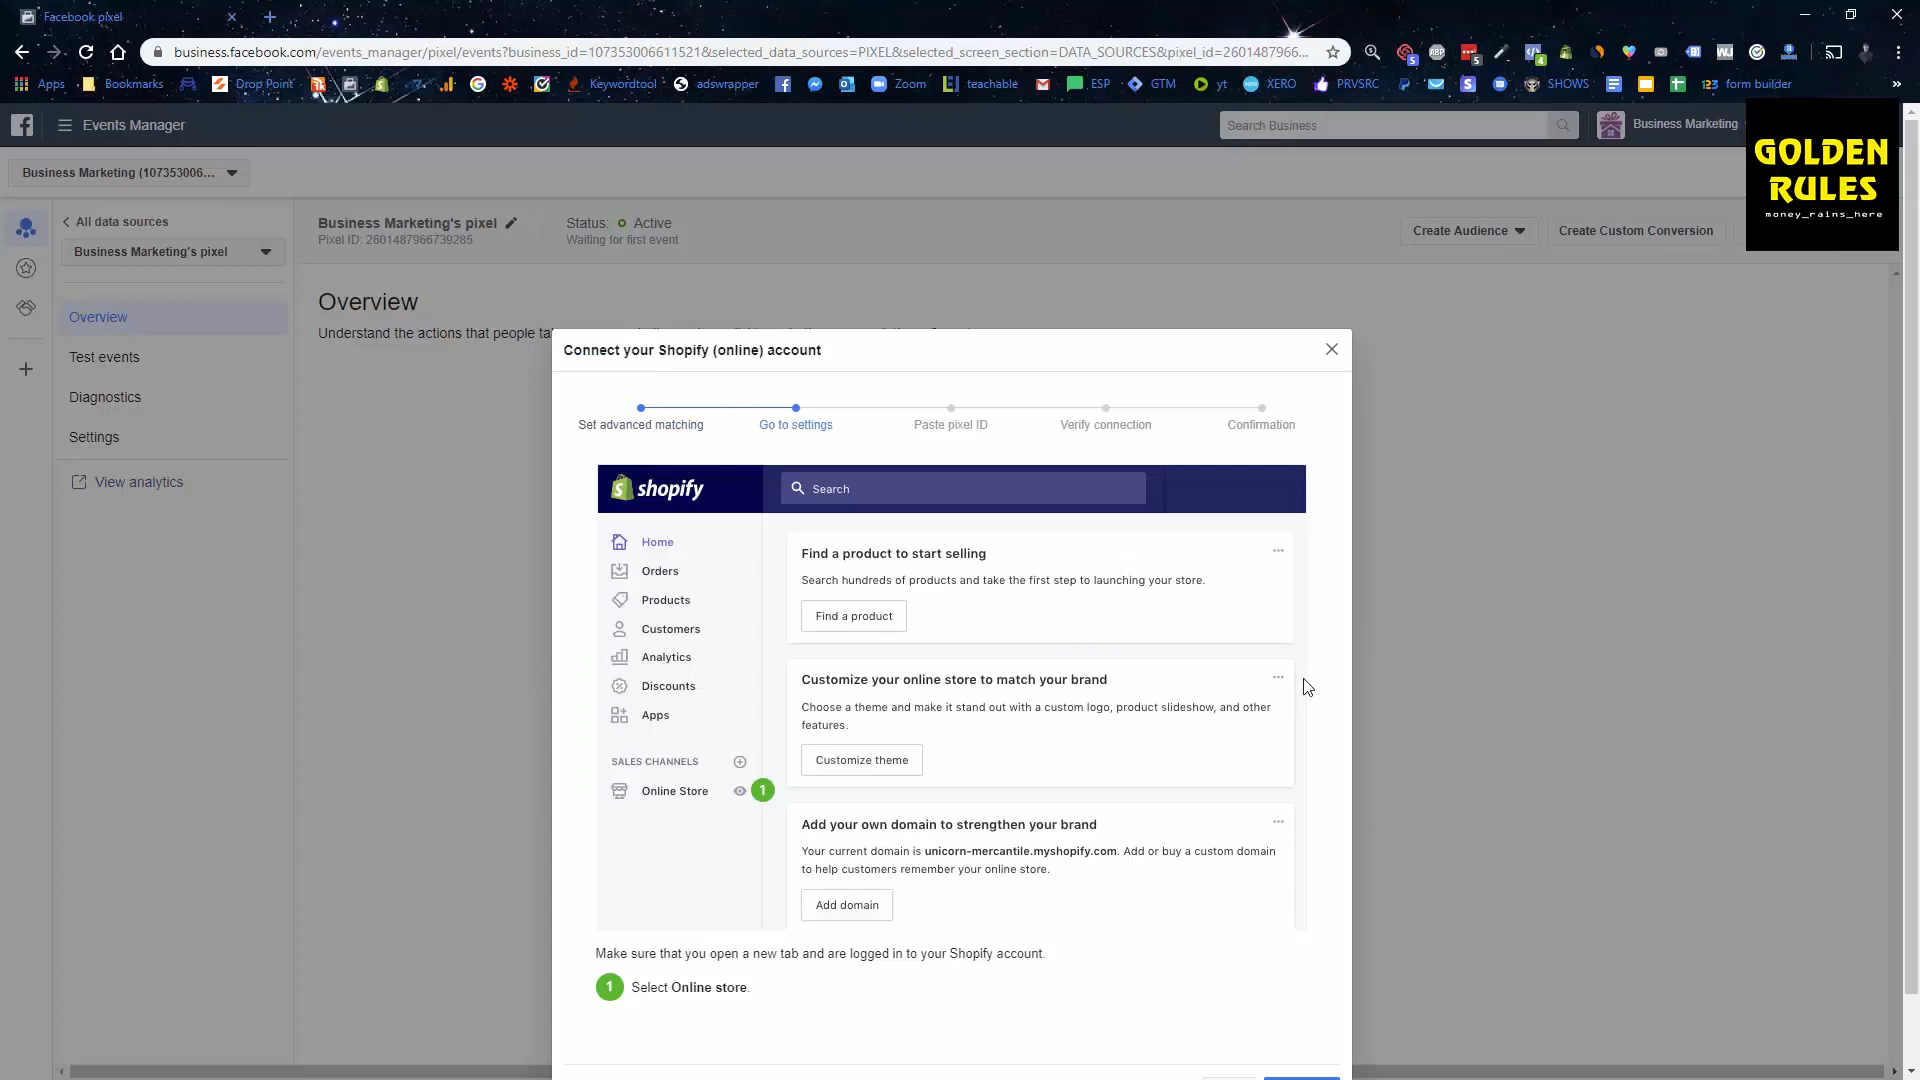 Facebook pixel
business.facebook.com/events_manager/pixel/events?business_id=107353006611521&selected_data_sources=PIXEL&selected_screen_section=DATA_SOURCES&pixel_id=2601487966...
Apps
Bookmarks
Drop Point
Keywordtool
adswrapper
Zoom
teachable
ESP
GTM
yt
XERO
PRVSRC
SHOWS
form builder
Events Manager
Search Business
Business Marketing
GOLDEN
RULES
money_rains_here
Business Marketing (107353006...
All data sources
Business Marketing's pixel
Business Marketing's pixel
Pixel ID: 2601487966739285
Status: Active
Waiting for first event
Create Audience
Create Custom Conversion
Overview
Test events
Diagnostics
Settings
View analytics
Overview
Understand the actions that people
Connect your Shopify (online) account
Set advanced matching
Go to settings
Paste pixel ID
Verify connection
Confirmation
shopify
Search
Home
Orders
Products
Customers
Analytics
Discounts
Apps
SALES CHANNELS
Online Store
1
Find a product to start selling
Search hundreds of products and take the first step to launching your store.
Find a product
Customize your online store to match your brand
Choose a theme and make it stand out with a custom logo, product slideshow, and other
features.
Customize theme
Add your own domain to strengthen your brand
Your current domain is unicorn-mercantile.myshopify.com. Add or buy a custom domain
to help customers remember your online store.
Add domain
Make sure that you open a new tab and are logged in to your Shopify account.
1 Select Online store.